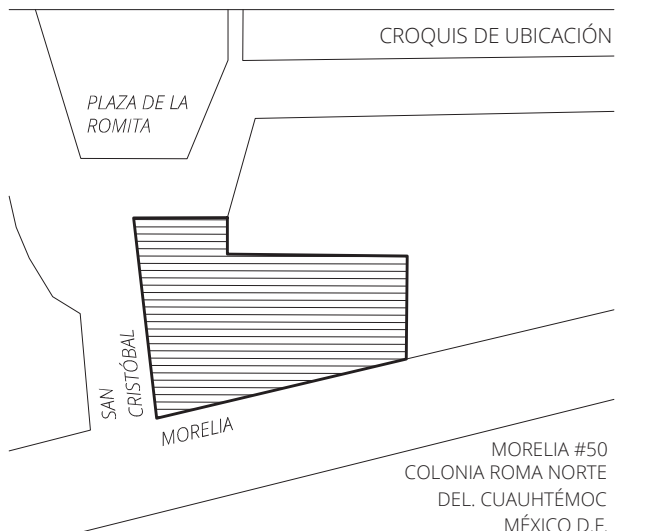 CROQUIS DE UBICACIÓN
PLAZA DE LA
ROMITA
SAN
CRISTÓBAL
MORELIA
MORELIA #50
COLONIA ROMA NORTE
DEL. CUAUHTÉMOC
MÉXICO D.F.